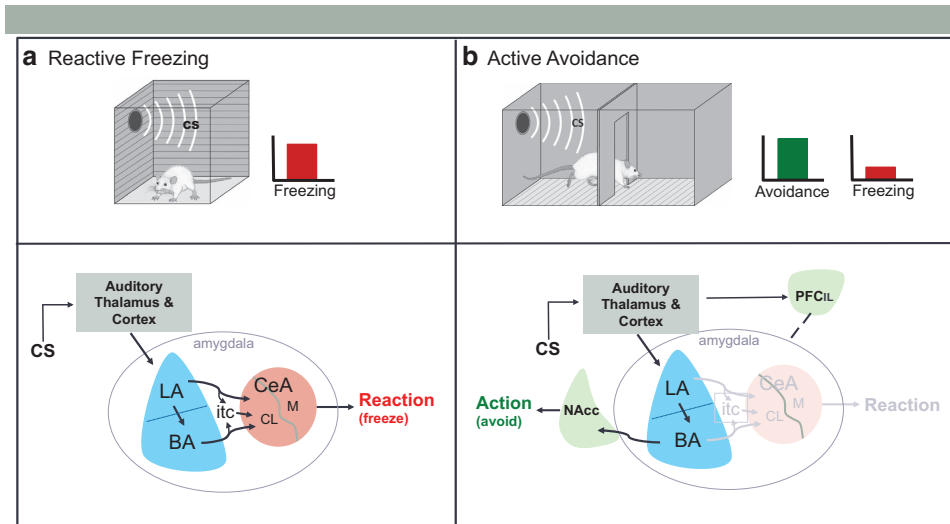 a Reactive Freezing
CS
Freezing
b Active Avoidance
CS
Avoidance
Freezing
Auditory
Thalamus &
Cortex
CS
amygdala
LA
BA
itc
CeA
M
CL
Reaction
(freeze)
Auditory
Thalamus &
Cortex
PFCIL
CS
amygdala
LA
BA
itc
CeA
M
CL
NAcc
Action
(avoid)
Reaction